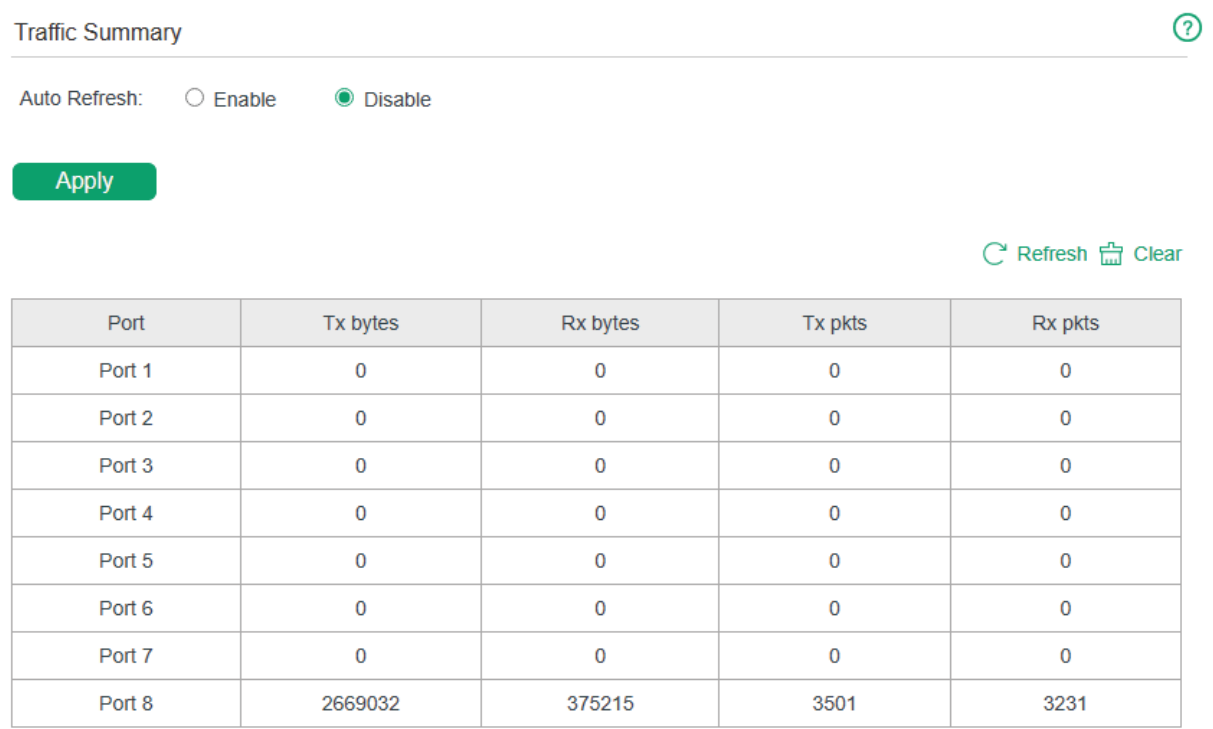 Traffic Summary ?
Auto Refresh: Enable Disable
Apply
Refresh Clear
Port Tx bytes Rx bytes Tx pkts Rx pkts
Port 1 0 0 0 0
Port 2 0 0 0 0
Port 3 0 0 0 0
Port 4 0 0 0 0
Port 5 0 0 0 0
Port 6 0 0 0 0
Port 7 0 0 0 0
Port 8 2669032 375215 3501 3231